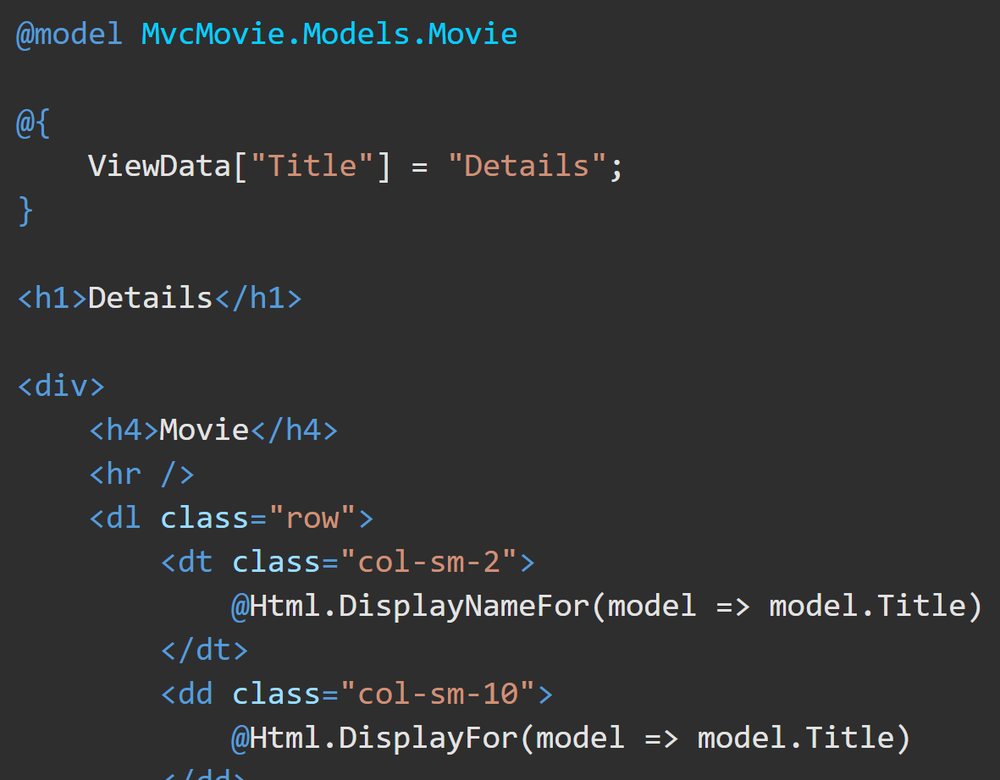 @model MvcMovie.Models.Movie

@{
    ViewData["Title"] = "Details";
}

<h1>Details</h1>

<div>
    <h4>Movie</h4>
    <hr />
    <dl class="row">
        <dt class="col-sm-2">
            @Html.DisplayNameFor(model => model.Title)
        </dt>
        <dd class="col-sm-10">
            @Html.DisplayFor(model => model.Title)
        </dd>